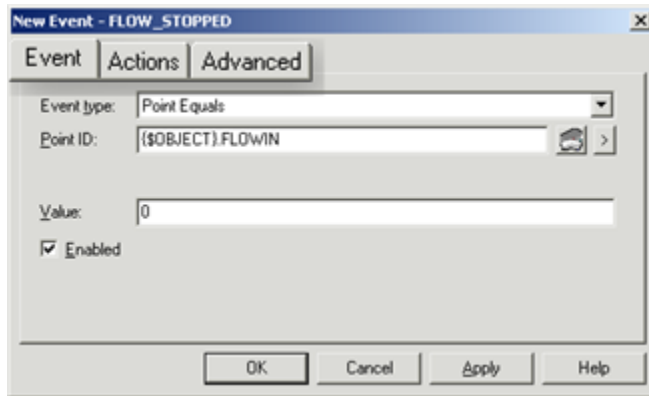 New Event - FLOW_STOPPED
Event Actions Advanced
Event type: Point Equals
Point ID: {$OBJECT}.FLOWIN >
Value: 0
Enabled
OK Cancel Apply Help